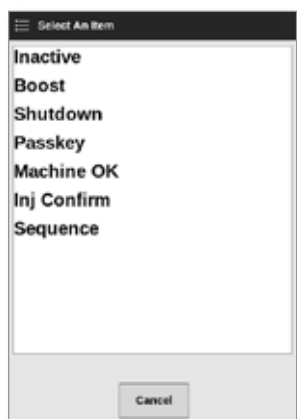 Select An Item
Inactive
Boost
Shutdown
Passkey
Machine OK
Inj Confirm
Sequence
Cancel